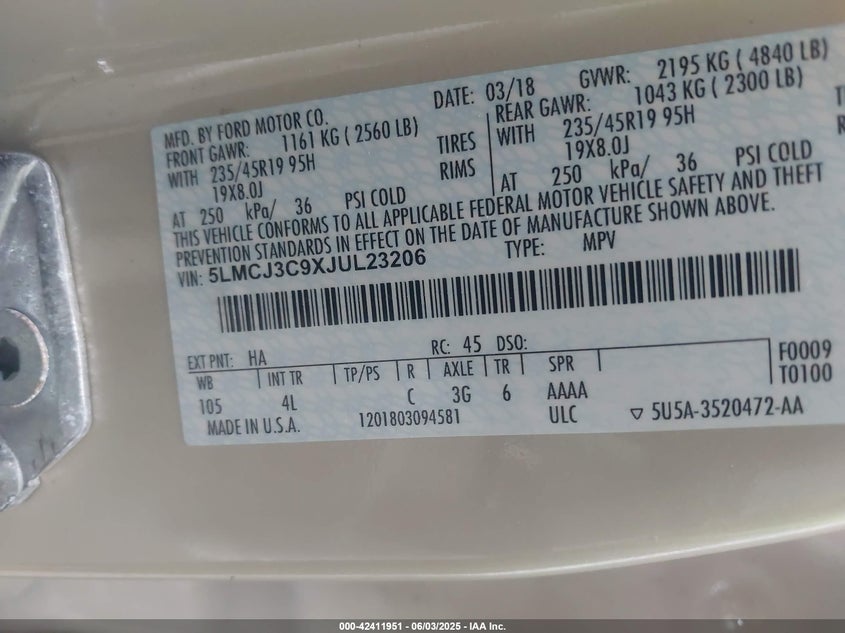 MFD. BY FORD MOTOR CO. DATE: 03/18 GVWR: 2195 KG ( 4840 LB)
FRONT GAWR: 1161 KG ( 2560 LB) REAR GAWR: 1043 KG ( 2300 LB)
WITH 235/45R19 95H TIRES WITH 235/45R19 95H
19X8.0J RIMS 19X8.0J
AT 250 kPa/ 36 PSI COLD AT 250 kPa/ 36 PSI COLD
THIS VEHICLE CONFORMS TO ALL APPLICABLE FEDERAL MOTOR VEHICLE SAFETY AND THEFT
PREVENTION STANDARDS IN EFFECT ON THE DATE OF MANUFACTURE SHOWN ABOVE.
VIN: 5LMCJ3C9XJUL23206 TYPE: MPV
EXT PNT: HA RC: 45 DSO: F0009
WB INT TR TP/PS R AXLE TR SPR T0100
105 4L C 3G 6 AAAA
MADE IN U.S.A. 1201803094581 ULC ▽ 5U5A-3520472-AA
000-42411951 | 06/03/2025 - IAA Inc.